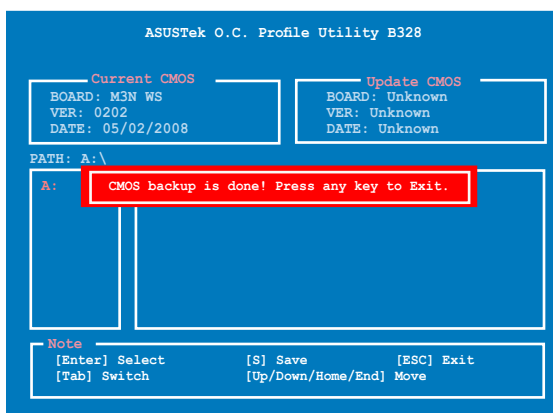 ASUSTek O.C. Profile Utility B328
Current CMOS
BOARD: M3N WS
VER: 0202
DATE: 05/02/2008
Update CMOS
BOARD: Unknown
VER: Unknown
DATE: Unknown
PATH: A:\
A:
CMOS backup is done! Press any key to Exit.
Note
[Enter] Select [S] Save [ESC] Exit
[Tab] Switch [Up/Down/Home/End] Move